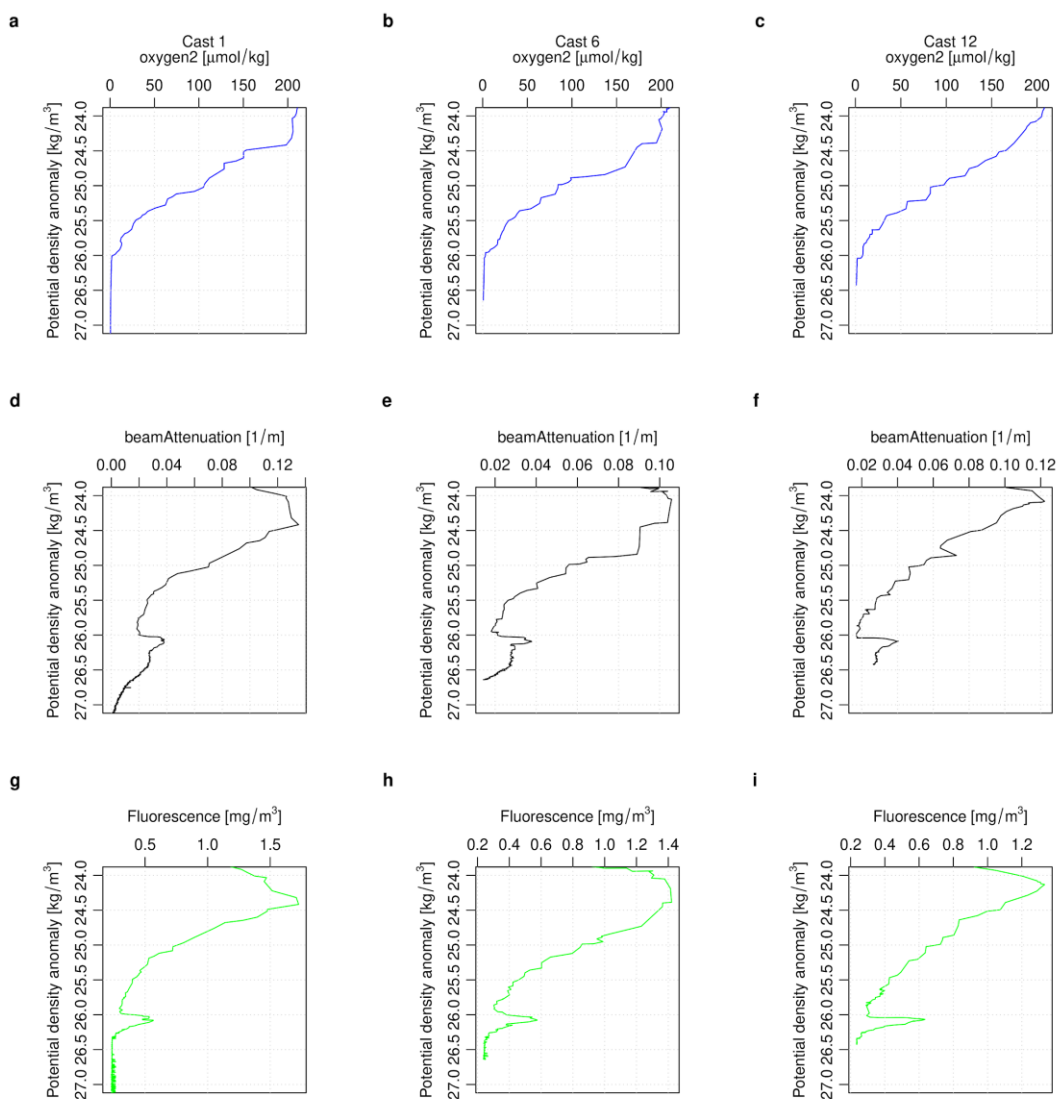 a
b
c
Cast 1
oxygen2 [μmol/kg]
Cast 6
oxygen2 [μmol/kg]
Cast 12
oxygen2 [μmol/kg]
0 50 100 150 200
0 50 100 150 200
0 50 100 150 200
Potential density anomaly [kg/m³]
27.0 26.5 26.0 25.5 25.0 24.5 24.0
Potential density anomaly [kg/m³]
27.0 26.5 26.0 25.5 25.0 24.5 24.0
Potential density anomaly [kg/m³]
27.0 26.5 26.0 25.5 25.0 24.5 24.0
d
e
f
beamAttenuation [1/m]
beamAttenuation [1/m]
beamAttenuation [1/m]
0.00 0.04 0.08 0.12
0.02 0.04 0.06 0.08 0.10
0.02 0.04 0.06 0.08 0.10 0.12
Potential density anomaly [kg/m³]
27.0 26.5 26.0 25.5 25.0 24.5 24.0
Potential density anomaly [kg/m³]
27.0 26.5 26.0 25.5 25.0 24.5 24.0
Potential density anomaly [kg/m³]
27.0 26.5 26.0 25.5 25.0 24.5 24.0
g
h
i
Fluorescence [mg/m³]
Fluorescence [mg/m³]
Fluorescence [mg/m³]
0.5 1.0 1.5
0.2 0.4 0.6 0.8 1.0 1.2 1.4
0.2 0.4 0.6 0.8 1.0 1.2
Potential density anomaly [kg/m³]
27.0 26.5 26.0 25.5 25.0 24.5 24.0
Potential density anomaly [kg/m³]
27.0 26.5 26.0 25.5 25.0 24.5 24.0
Potential density anomaly [kg/m³]
27.0 26.5 26.0 25.5 25.0 24.5 24.0